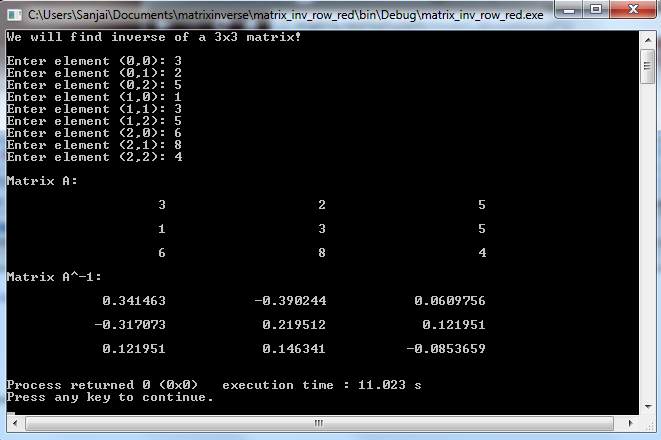 C:\Users\Sanjai\Documents\matrixinverse\matrix_inv_row_red\bin\Debug\matrix_inv_row_red.exe
We will find inverse of a 3x3 matrix!
Enter element (0,0): 3
Enter element (0,1): 2
Enter element (0,2): 5
Enter element (1,0): 1
Enter element (1,1): 3
Enter element (1,2): 5
Enter element (2,0): 6
Enter element (2,1): 8
Enter element (2,2): 4
Matrix A:
3 2 5
1 3 5
6 8 4
Matrix A^-1:
0.341463 -0.390244 0.0609756
-0.317073 0.219512 0.121951
0.121951 0.146341 -0.0853659
Process returned 0 (0x0) execution time : 11.023 s
Press any key to continue.